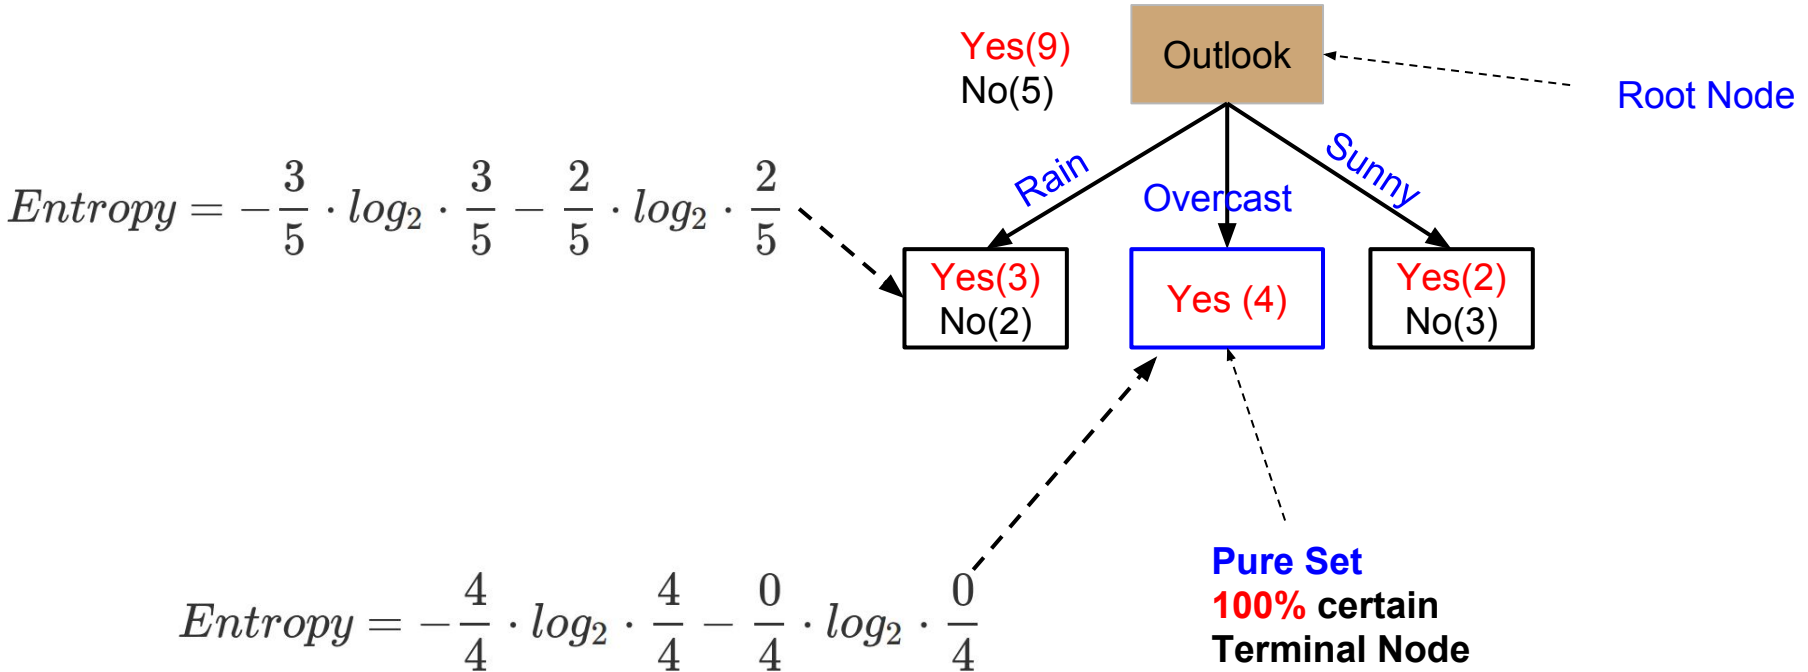 Yes(9)
No(5)
Outlook
Root Node
Rain
Overcast
Sunny
Entropy = −3/5 · log₂ · 3/5 − 2/5 · log₂ · 2/5
Yes(3)
No(2)
Yes (4)
Yes(2)
No(3)
Entropy = −4/4 · log₂ · 4/4 − 0/4 · log₂ · 0/4
Pure Set
100% certain
Terminal Node